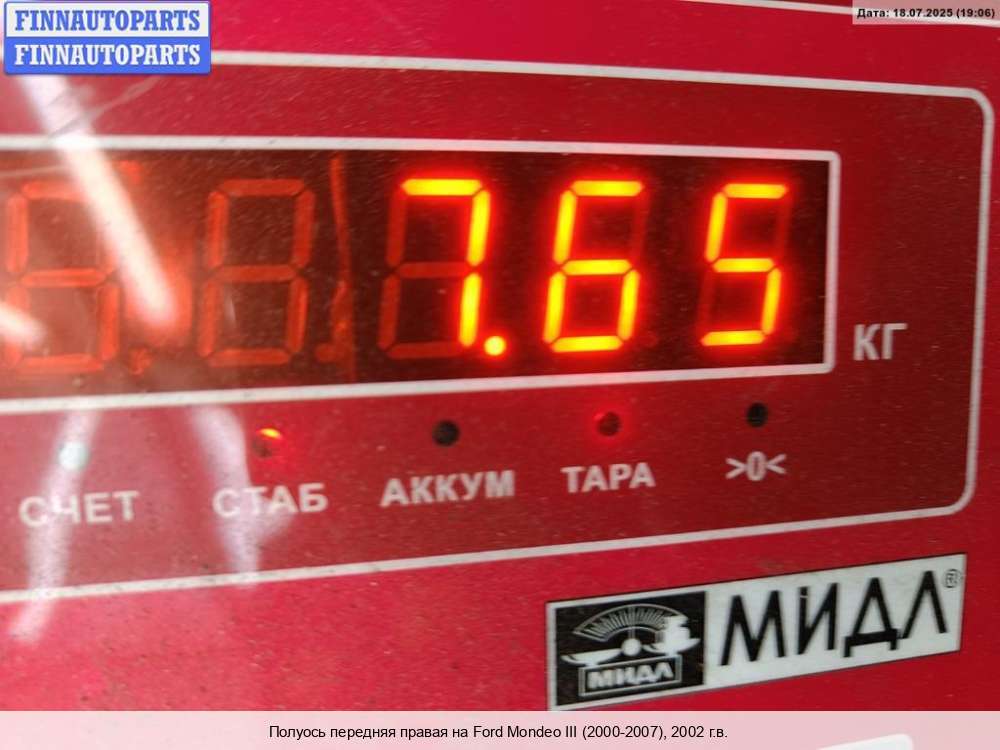 FINNAUTOPARTS
FINNAUTOPARTS
Дата: 18.07.2025 (19:06)
7.65
КГ
СЧЕТ
СТАБ
АККУМ
ТАРА
>0<
МИДЛ
МИДЛ®
Полуось передняя правая на Ford Mondeo III (2000-2007), 2002 г.в.